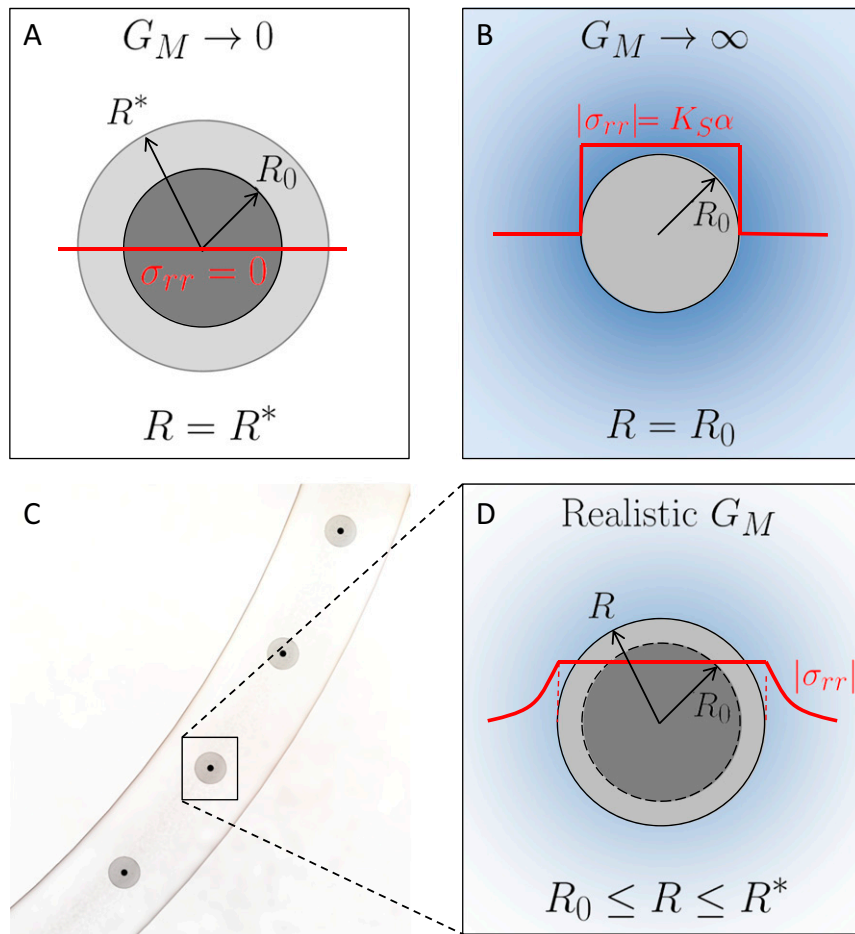 A
G_M → 0
R*
R_0
σ_rr = 0
R = R*
B
G_M → ∞
|σ_rr|= K_S α
R_0
R = R_0
C
D
Realistic G_M
R
|σ_rr|
R_0
R_0 ≤ R ≤ R*